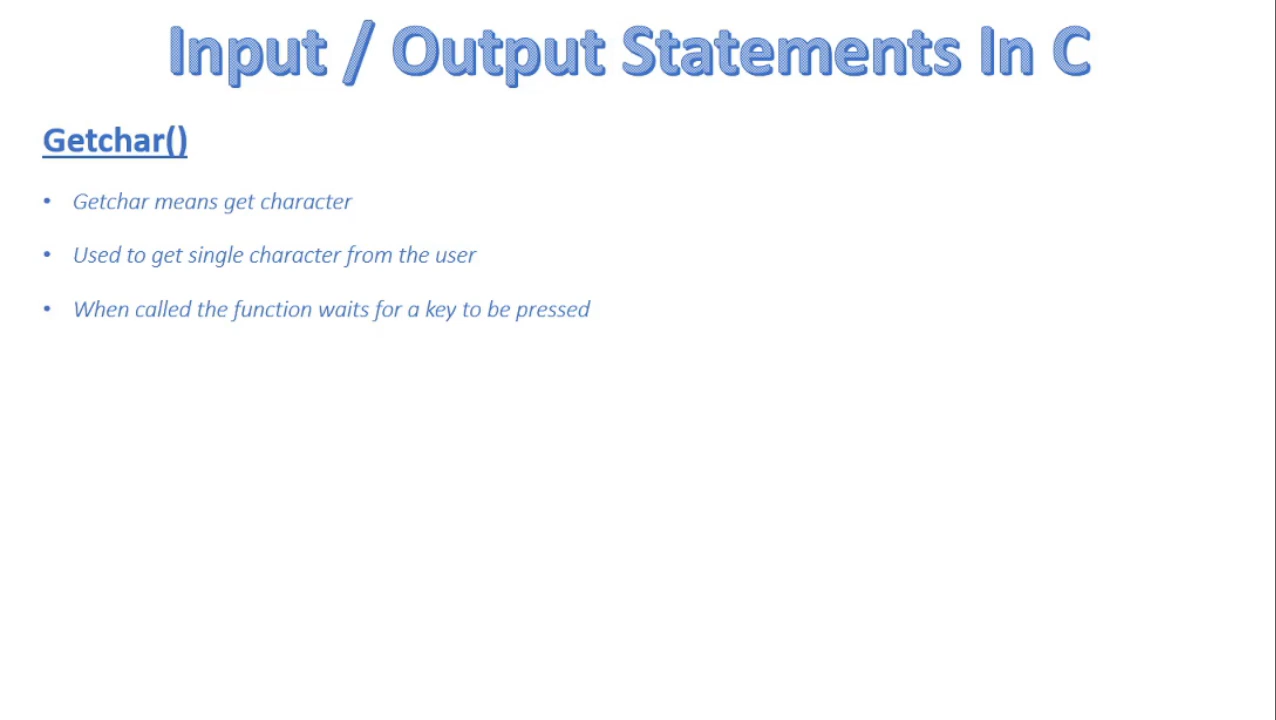 Input / Output Statements In C
Getchar()
• Getchar means get character
• Used to get single character from the user
• When called the function waits for a key to be pressed